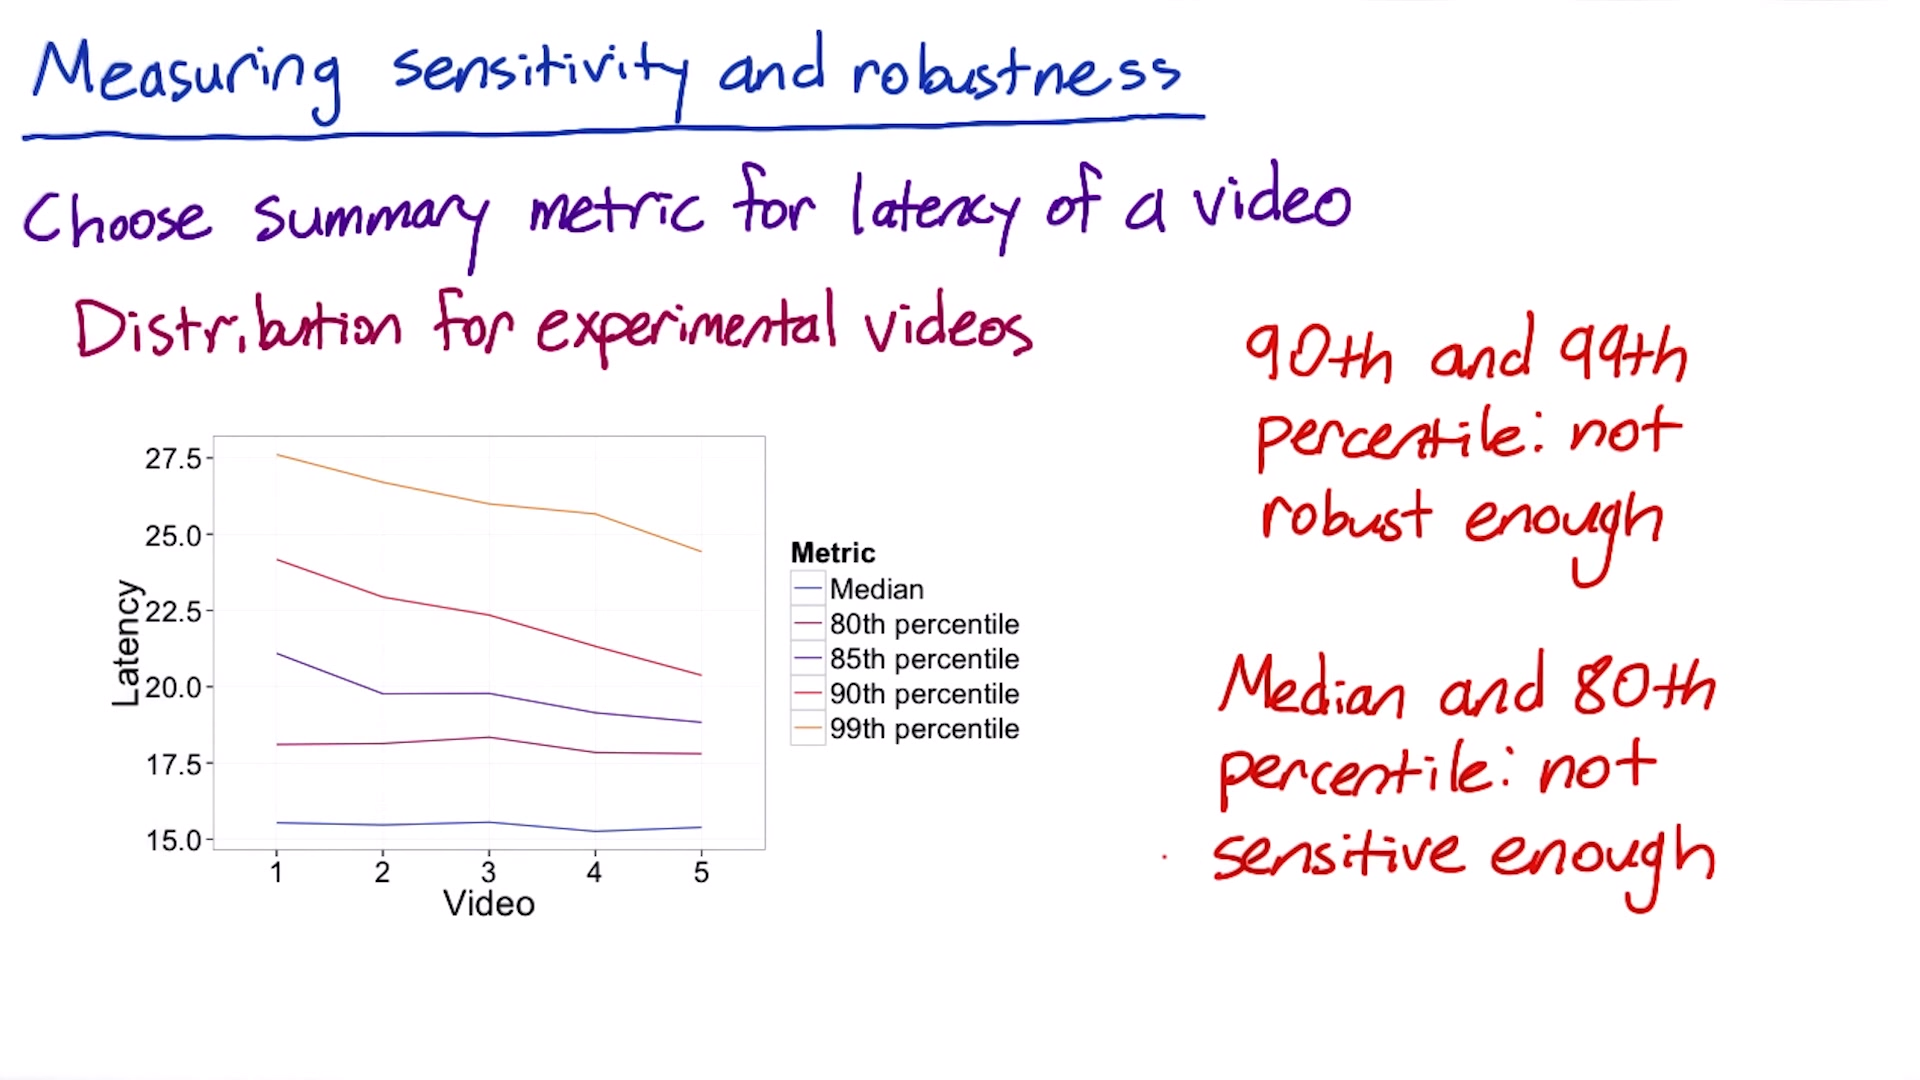 Measuring sensitivity and robustness
Choose summary metric for latency of a video
Distribution for experimental videos
90th and 99th
percentile: not
robust enough
Median and 80th
percentile: not
sensitive enough
27.5
25.0
22.5
20.0
17.5
15.0
Latency
1 2 3 4 5
Video
Metric
Median
80th percentile
85th percentile
90th percentile
99th percentile